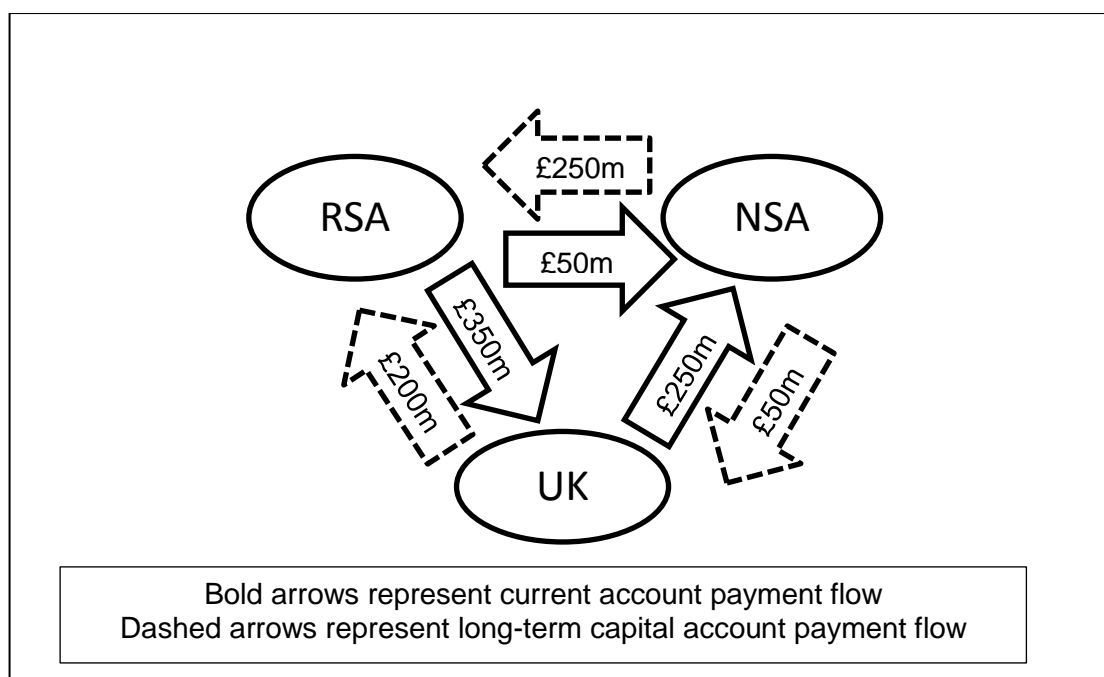 £250m
RSA
NSA
£50m
£350m
£200m
£250m
£50m
UK
Bold arrows represent current account payment flow
Dashed arrows represent long-term capital account payment flow